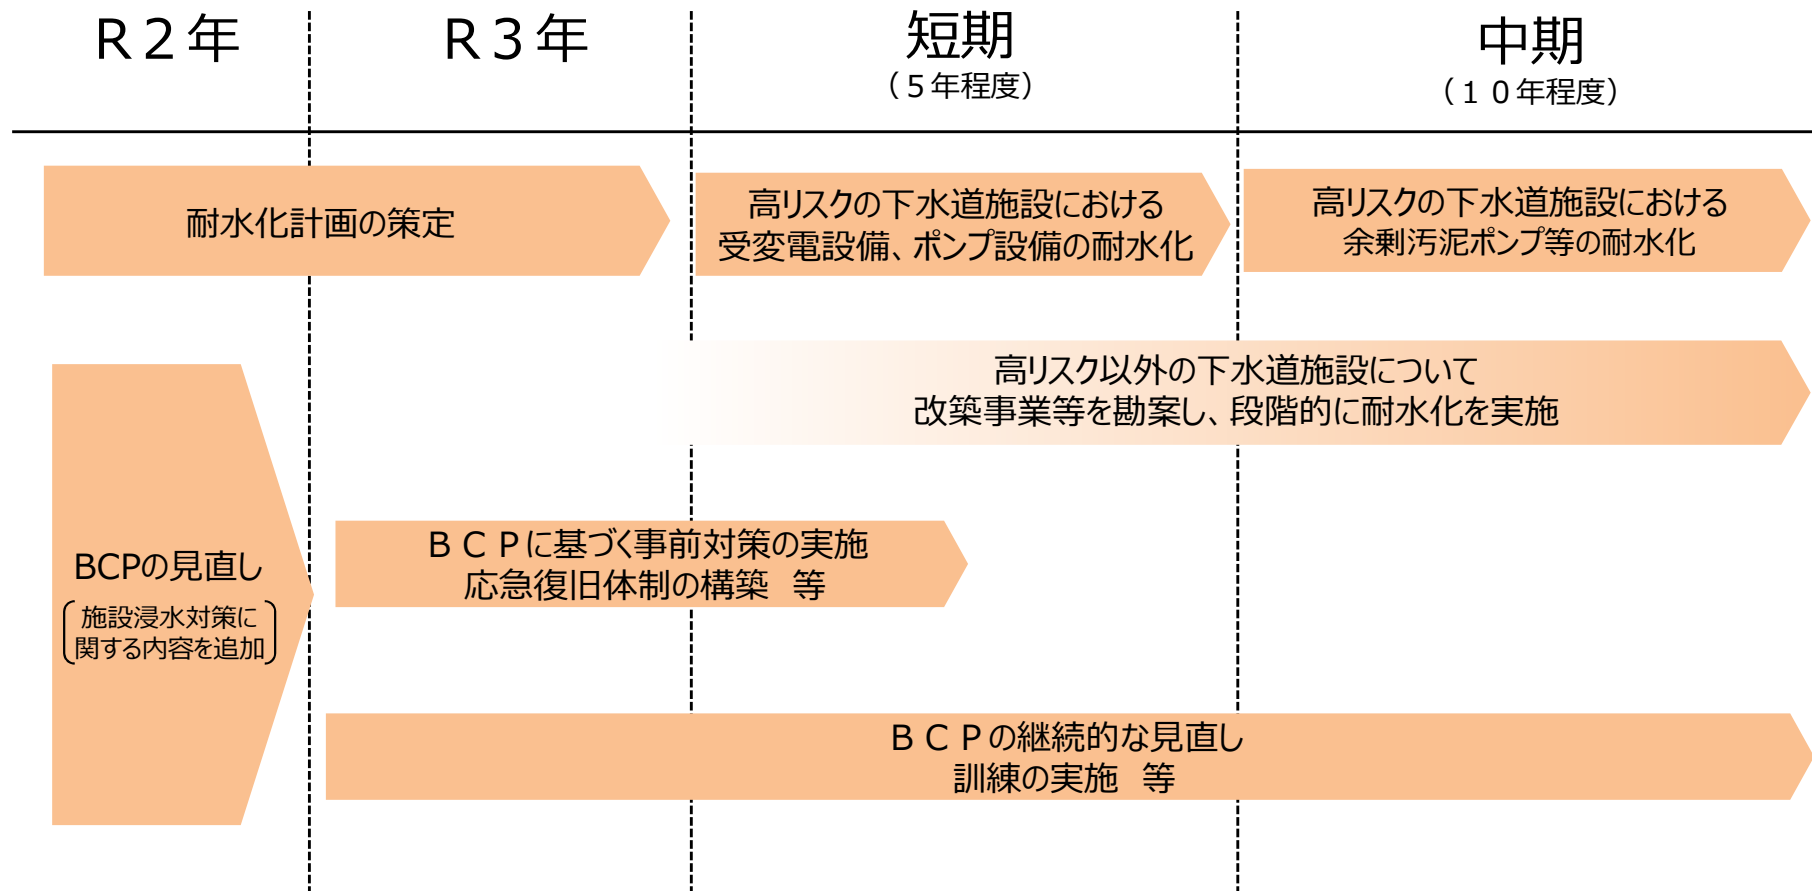 R２年
R３年
短期
（５年程度）
中期
（１０年程度）
耐水化計画の策定
高リスクの下水道施設における
受変電設備、ポンプ設備の耐水化
高リスクの下水道施設における
余剰汚泥ポンプ等の耐水化
高リスク以外の下水道施設について
改築事業等を勘案し、段階的に耐水化を実施
BCPの見直し
施設浸水対策に
関する内容を追加
ＢＣＰに基づく事前対策の実施
応急復旧体制の構築　等
ＢＣＰの継続的な見直し
訓練の実施　等